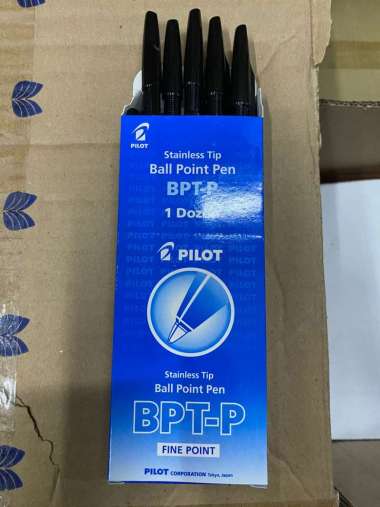 PILOT
Stainless Tip
Ball Point Pen
BPT-P
1 Dozen
PILOT
Stainless Tip
Ball Point Pen
BPT-P
FINE POINT
PILOT CORPORATION Tokyo, Japan